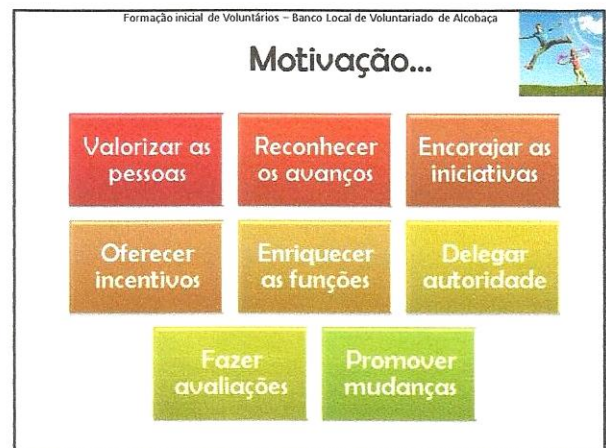 Formação inicial de Voluntários – Banco Local de Voluntariado de Alcobaça
Motivação...
Valorizar as
pessoas
Reconhecer
os avanços
Encorajar as
iniciativas
Oferecer
incentivos
Enriquecer
as funções
Delegar
autoridade
Fazer
avaliações
Promover
mudanças